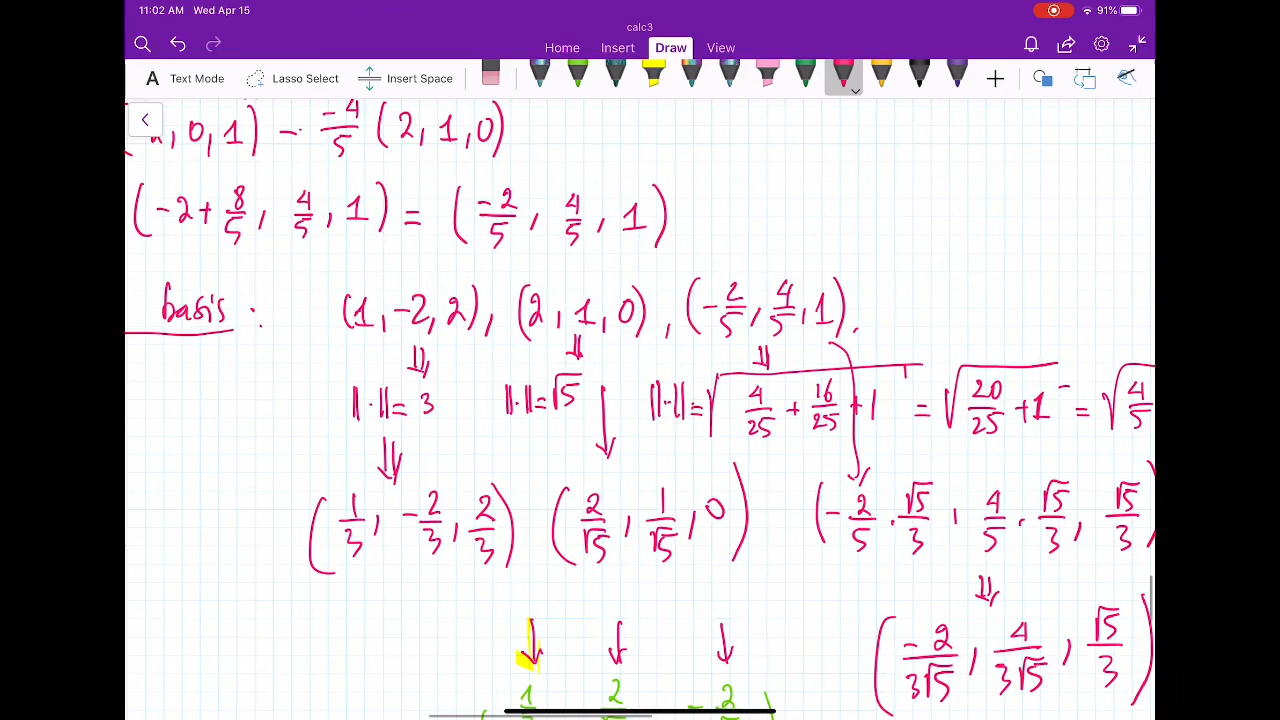 11:02 AM Wed Apr 15
91%
calc3
Home Insert Draw View
A Text Mode Lasso Select Insert Space
, 0, 1) - -4/5 (2, 1, 0)
(-2 + 8/5, 4/5, 1) = (-2/5, 4/5, 1)
basis : (1, -2, 2), (2, 1, 0), (-2/5, 4/5, 1).
⇓ ⇓ ⇓
||·|| = 3 ||·|| = √5 ↓ ||·|| = √(4/25 + 16/25 + 1) = √(20/25 + 1) = √(4/5
⇓
(1/3, -2/3, 2/3) (2/√5, 1/√5, 0) (-2/5 · √5/3, 4/5 · √5/3, √5/3
⇓
(-2/3√5, 4/3√5, √5/3)
↓ ↓ ↓
1 2 -2